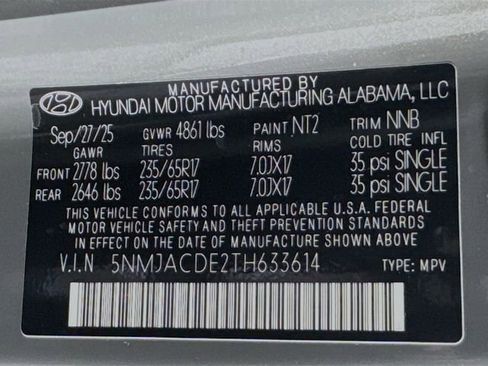 MANUFACTURED BY
HYUNDAI MOTOR MANUFACTURING ALABAMA, LLC
Sep/27/25 GVWR 4861 lbs PAINT NT2 TRIM NNB
GAWR TIRES RIMS COLD TIRE INFL
FRONT 2778 lbs 235/65R17 7.0JX17 35 psi SINGLE
REAR 2646 lbs 235/65R17 7.0JX17 35 psi SINGLE
THIS VEHICLE CONFORMS TO ALL APPLICABLE U.S.A. FEDERAL
MOTOR VEHICLE SAFETY AND THEFT PREVENTION STANDARDS
IN EFFECT ON THE DATE OF MANUFACTURE SHOWN ABOVE
V.I.N 5NMJACDE2TH633614 TYPE: MPV